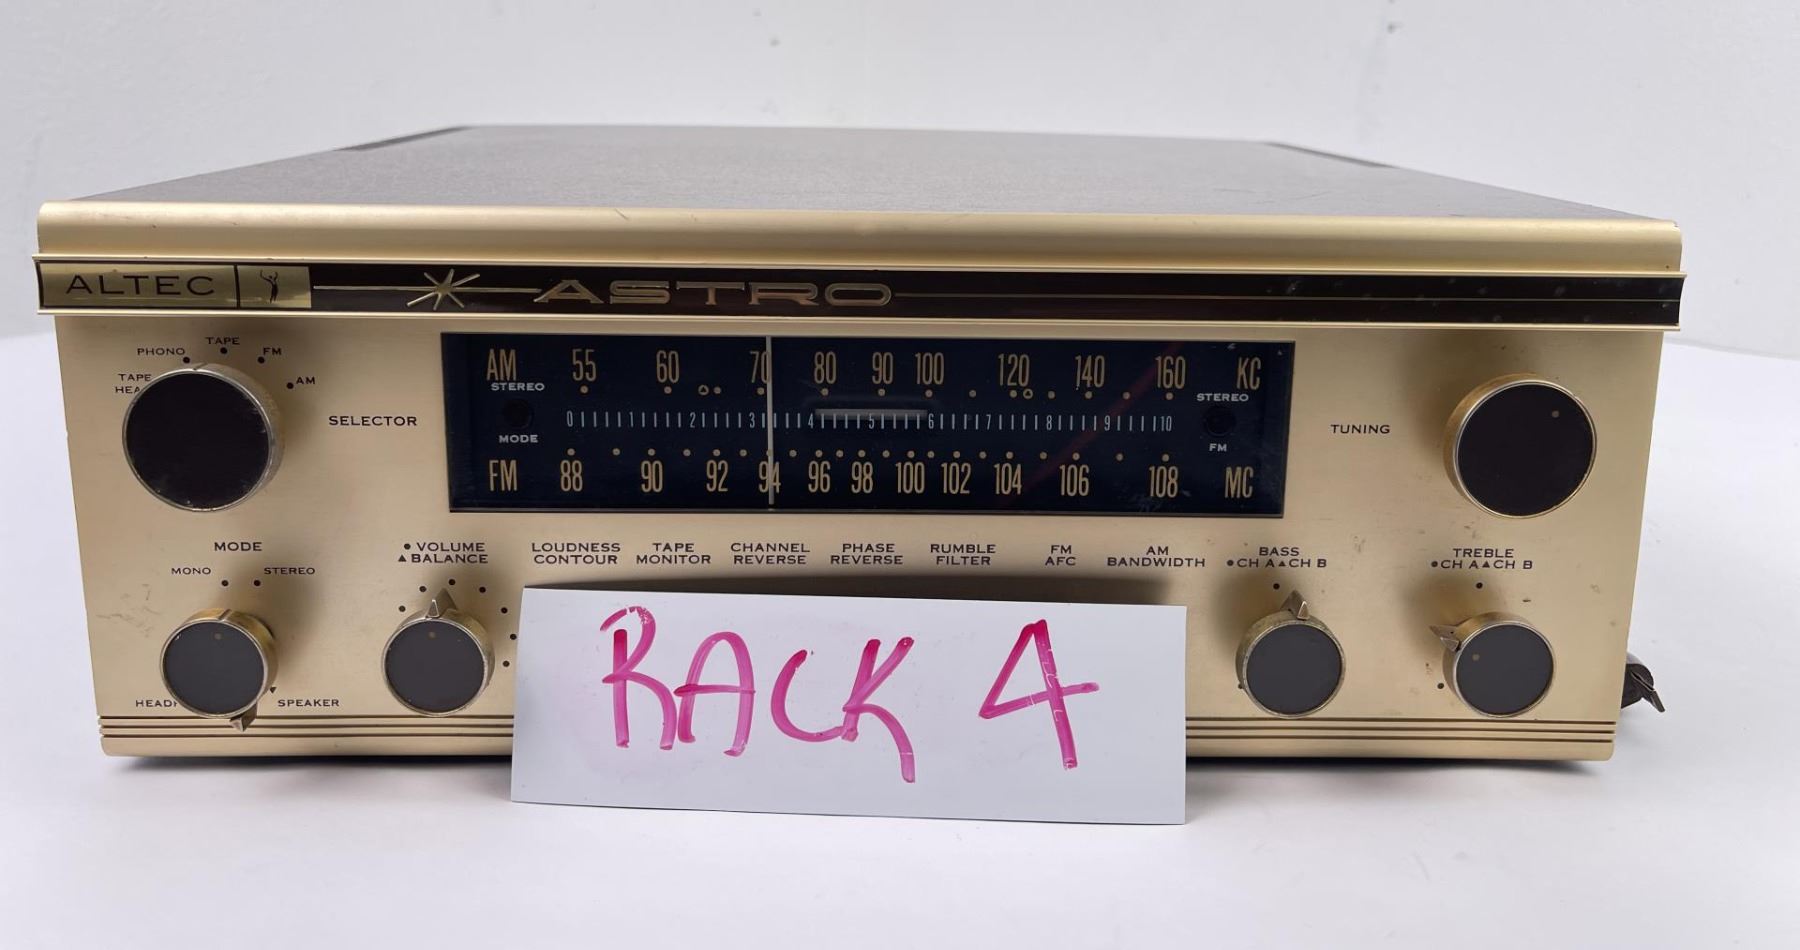 ALTEC
ASTRO
PHONO TAPE FM AM
TAPE
SELECTOR
AM 55 60 70 80 90 100 120 140 160 KC
STEREO STEREO
0 1 2 3 4 5 6 7 8 9 10
MODE FM
FM 88 90 92 94 96 98 100 102 104 106 108 MC
TUNING
MODE
MONO STEREO
SPEAKER
VOLUME
BALANCE
LOUDNESS
CONTOUR
TAPE
MONITOR
CHANNEL
REVERSE
PHASE
REVERSE
RUMBLE
FILTER
FM
AFC
AM
BANDWIDTH
BASS
CH A CH B
TREBLE
CH A CH B
RACK 4